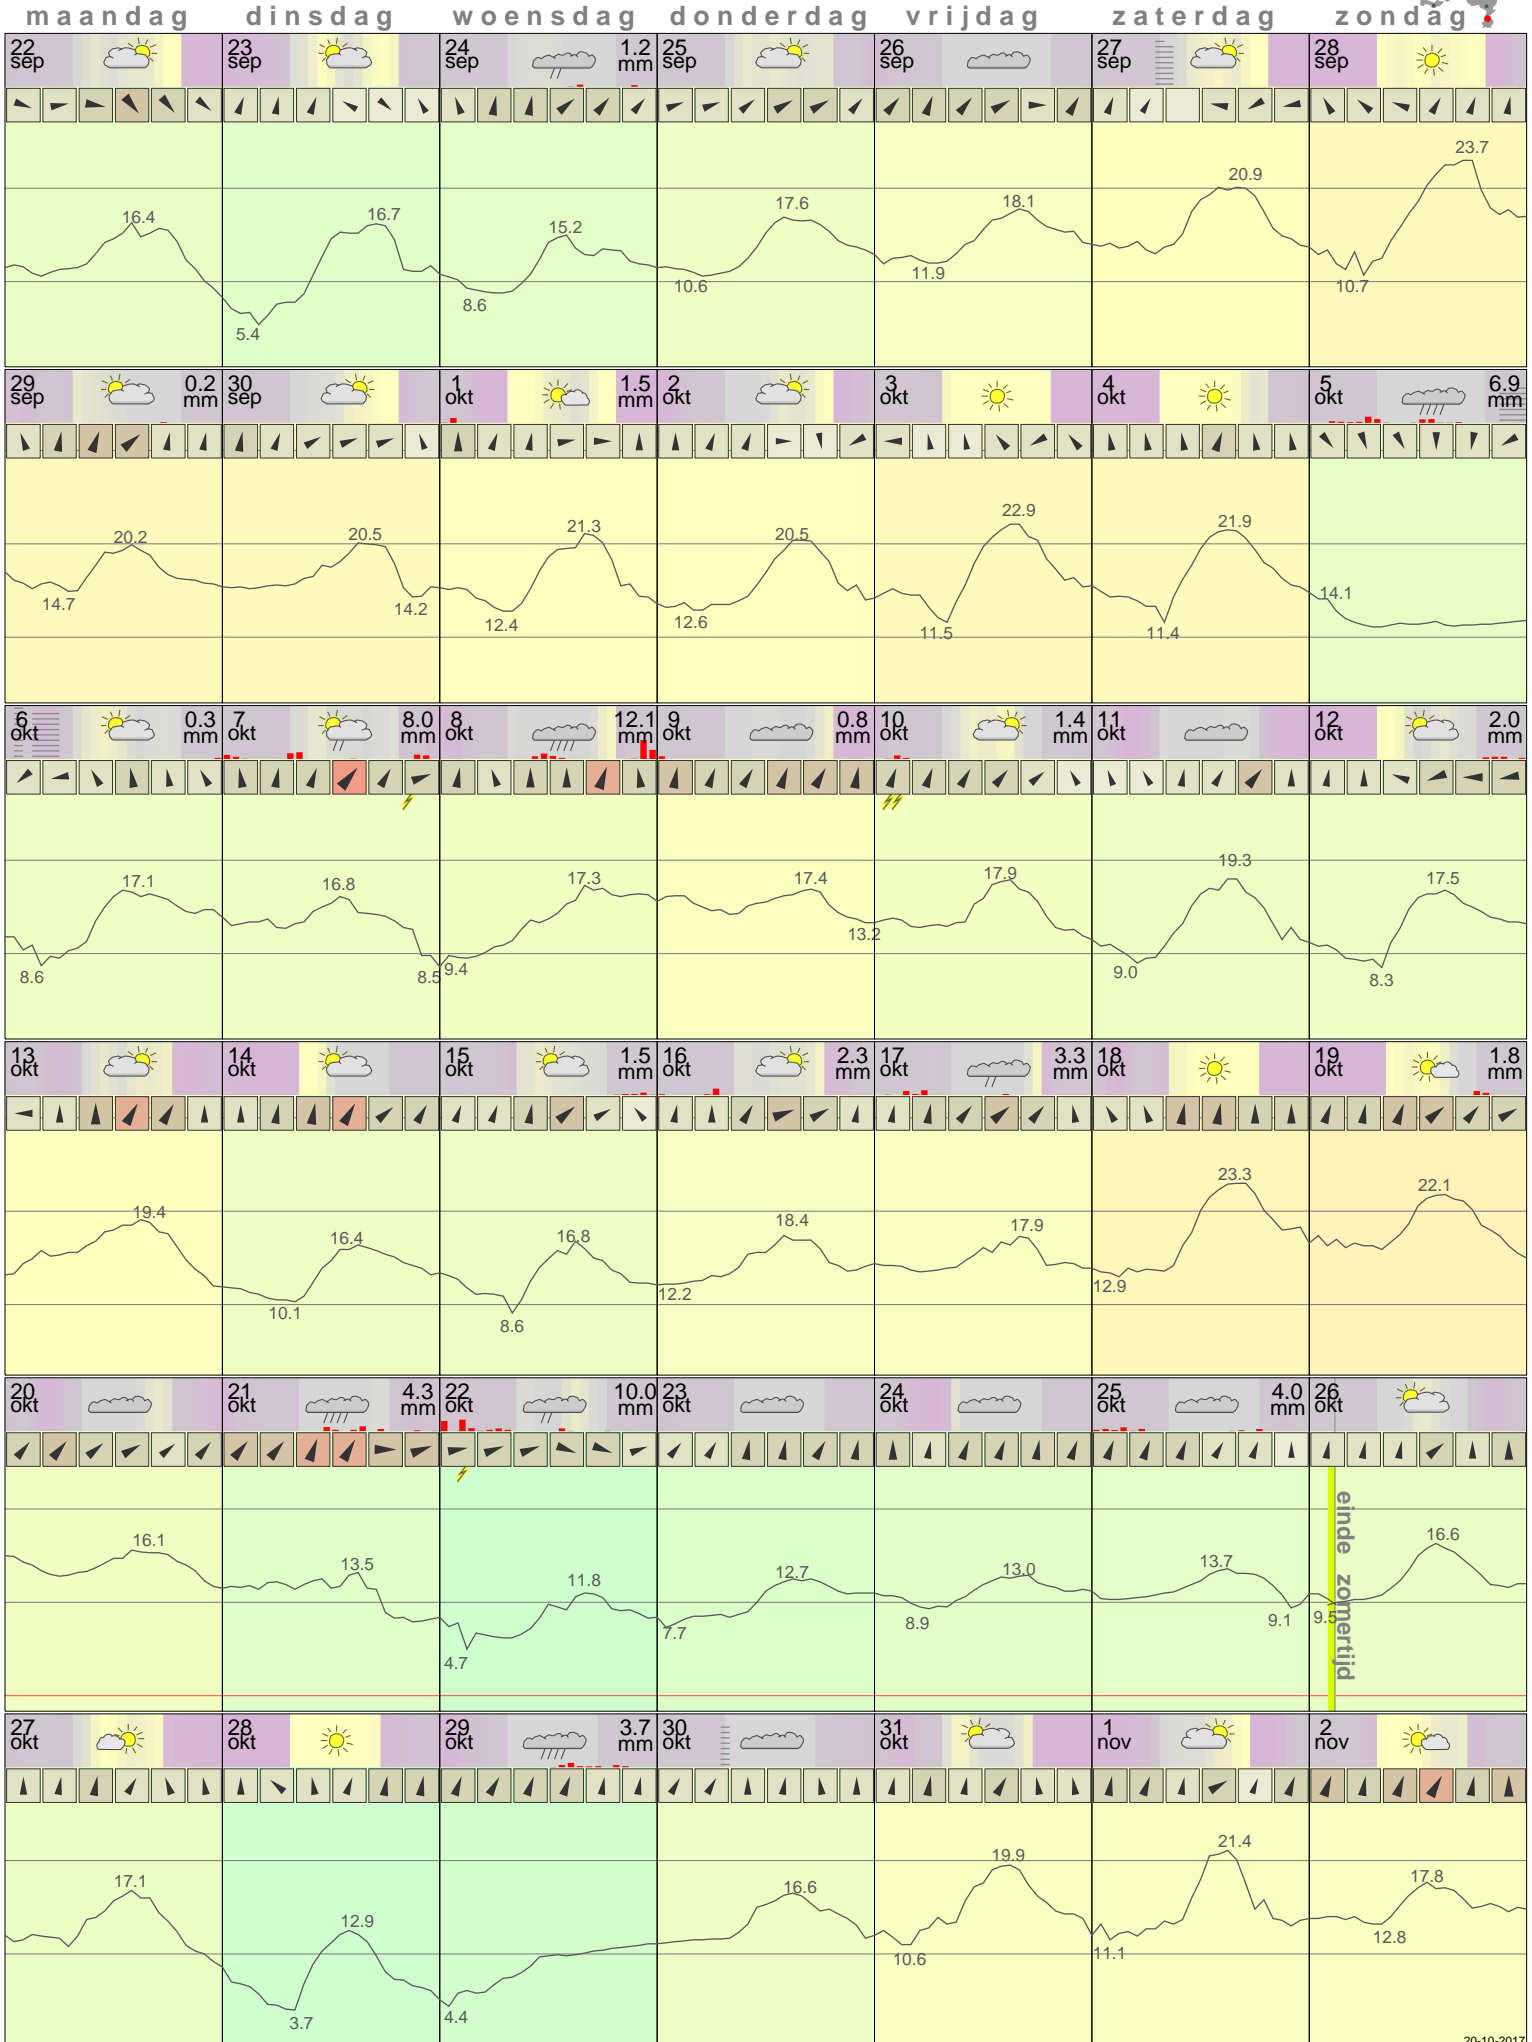 maandag dinsdag woensdag donderdag vrijdag zaterdag zondag
22 sep 23 sep 24 sep 1.2 mm 25 sep 26 sep 27 sep 28 sep
16.4 5.4 16.7 8.6 15.2 10.6 17.6 11.9 18.1 20.9 10.7 23.7
29 sep 0.2 mm 30 sep 1 okt 1.5 mm 2 okt 3 okt 4 okt 5 okt 6.9 mm
14.7 20.2 20.5 14.2 12.4 21.3 12.6 20.5 11.5 22.9 11.4 21.9 14.1
6 okt 0.3 mm 7 okt 8.0 mm 8 okt 12.1 mm 9 okt 0.8 mm 10 okt 1.4 mm 11 okt 12 okt 2.0 mm
8.6 17.1 16.8 8.5 9.4 17.3 17.4 13.2 17.9 9.0 19.3 8.3 17.5
13 okt 14 okt 15 okt 1.5 mm 16 okt 2.3 mm 17 okt 3.3 mm 18 okt 19 okt 1.8 mm
19.4 10.1 16.4 8.6 16.8 12.2 18.4 17.9 12.9 23.3 22.1
20 okt 21 okt 4.3 mm 22 okt 10.0 mm 23 okt 24 okt 25 okt 4.0 mm 26 okt
16.1 13.5 4.7 11.8 7.7 12.7 8.9 13.0 13.7 9.1 9.5 16.6
einde zomertijd
27 okt 28 okt 29 okt 3.7 mm 30 okt 31 okt 1 nov 2 nov
17.1 3.7 12.9 4.4 16.6 10.6 19.9 11.1 21.4 12.8 17.8
20-10-2017